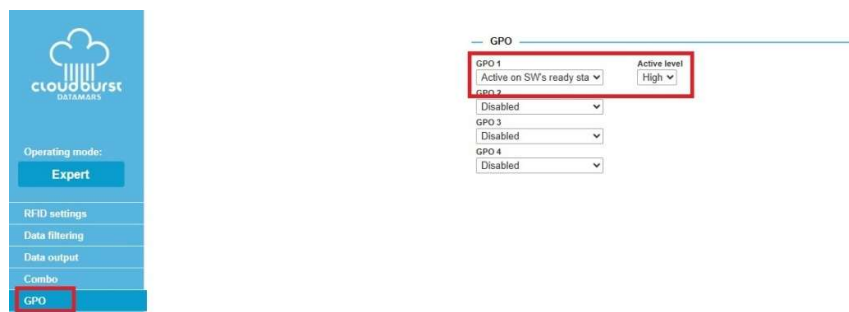 cloudburst
DATAMARS
Operating mode:
Expert
RFID settings
Data filtering
Data output
Combo
GPO
GPO
GPO 1
Active level
Active on SW's ready sta
High
GPO 2
Disabled
GPO 3
Disabled
GPO 4
Disabled